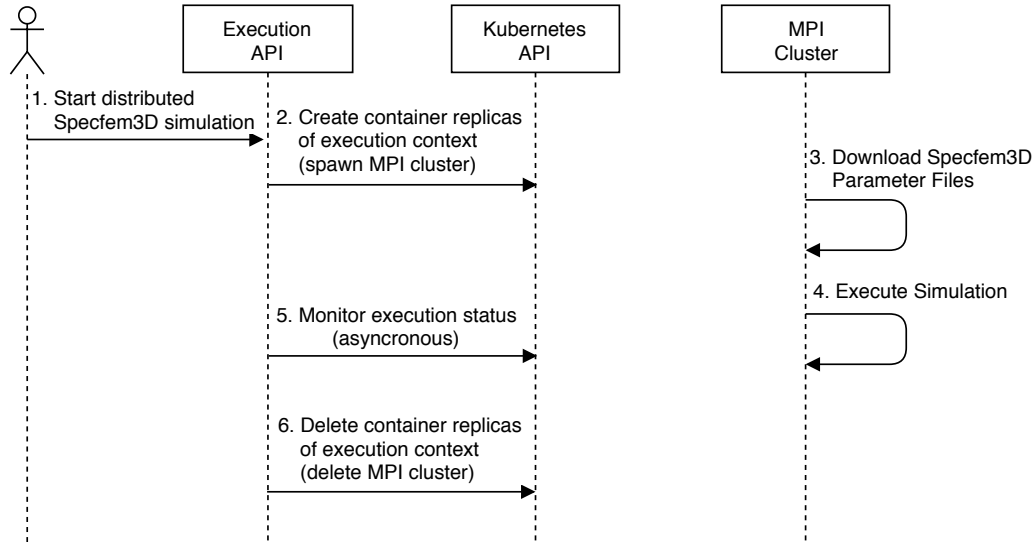 Execution
API
Kubernetes
API
MPI
Cluster
1. Start distributed
Specfem3D simulation
2. Create container replicas
of execution context
(spawn MPI cluster)
3. Download Specfem3D
Parameter Files
4. Execute Simulation
5. Monitor execution status
(asyncronous)
6. Delete container replicas
of execution context
(delete MPI cluster)